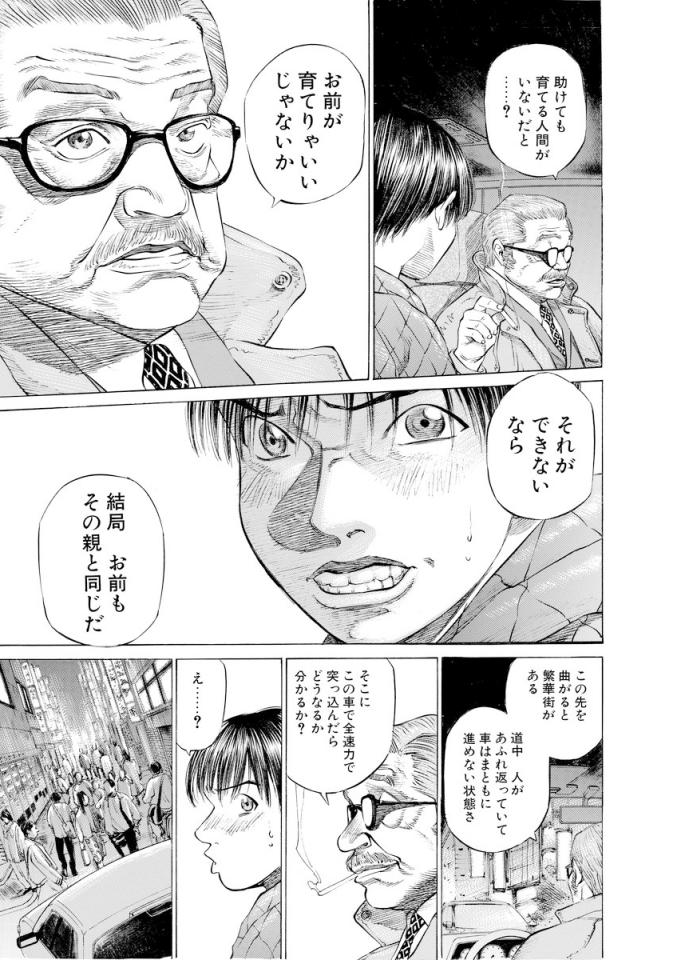 助けても
育てる人間が
いないだと
……？
お前が
育てりゃいい
じゃないか
それが
できない
なら
結局　お前も
その親と同じだ
この先を
曲がると
繁華街が
ある
道中　人が
あふれ返っていて
車はまともに
進めない状態さ
そこに
この車で全速力で
突っ込んだら
どうなるか
分かるか？
え……？